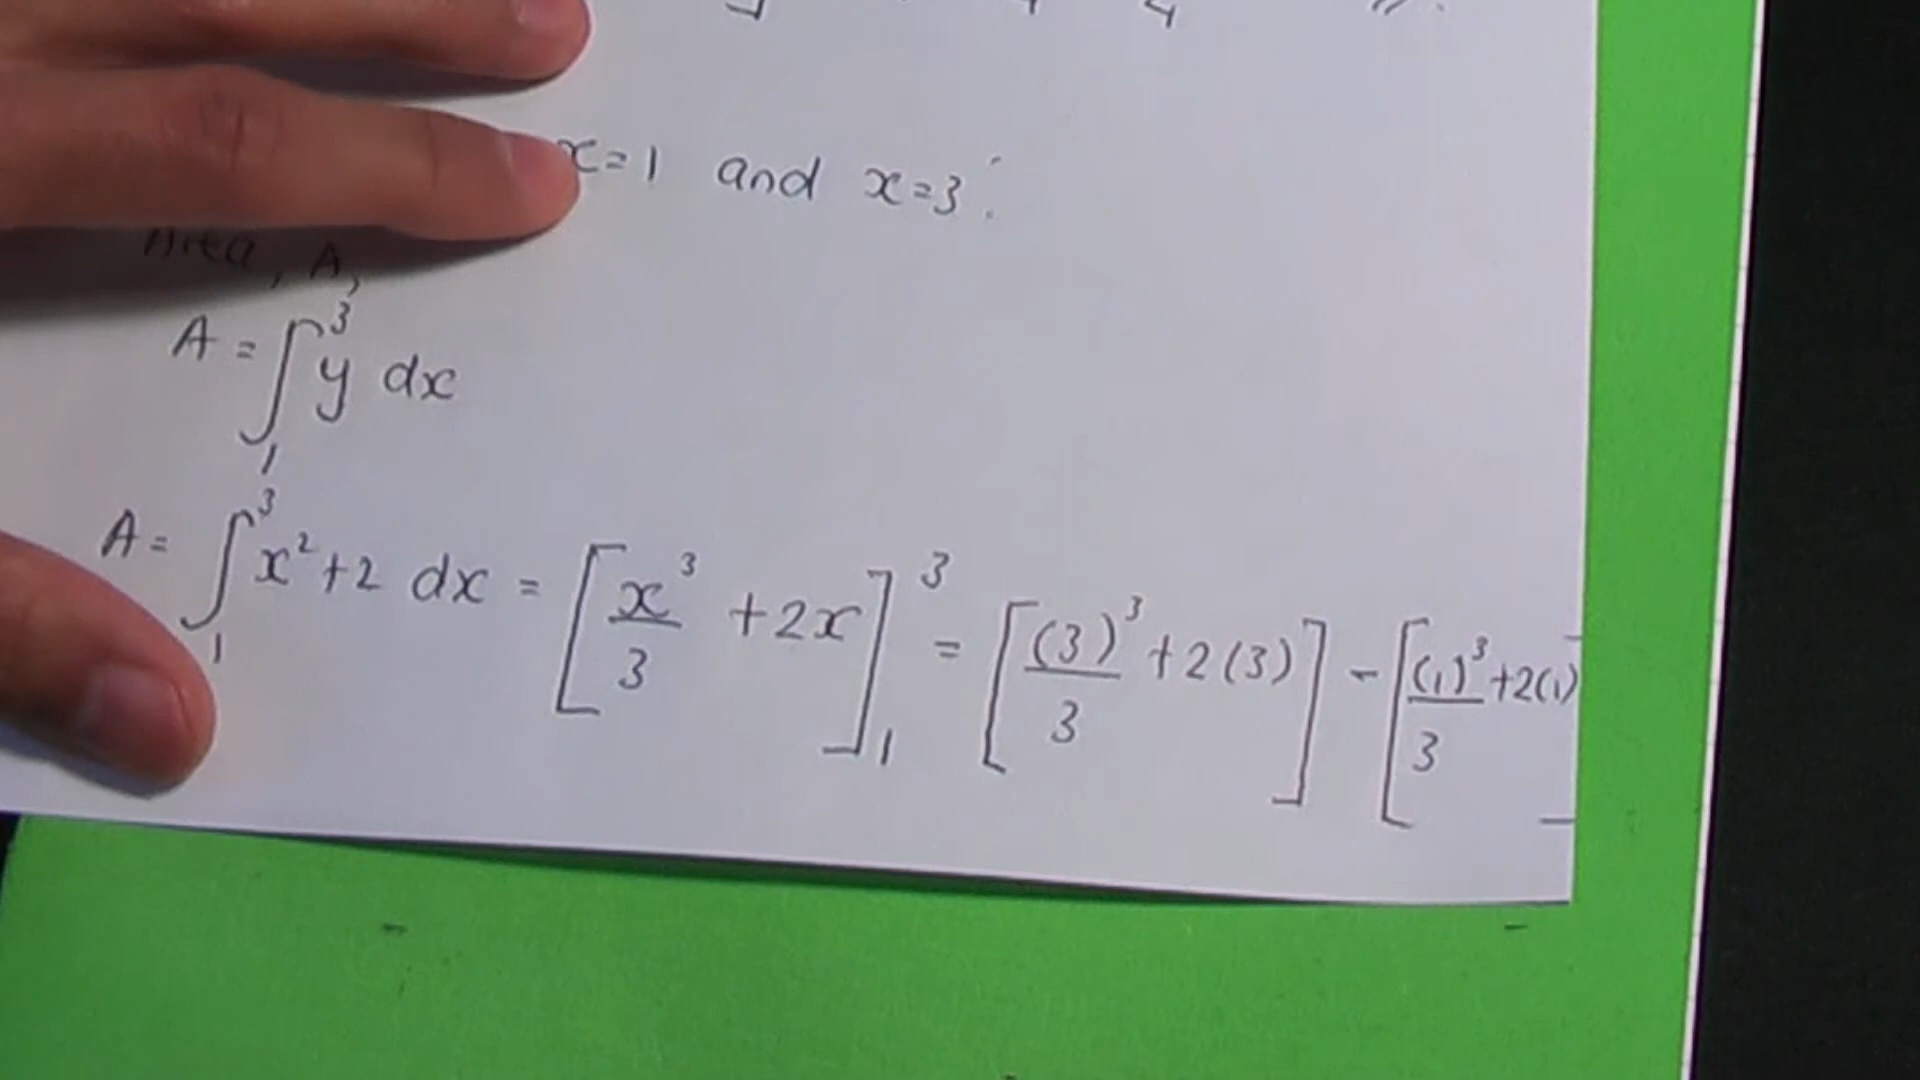 x=1 and x=3.
Area, A,
A = ∫₁³ y dx
A = ∫₁³ x²+2 dx = [x³/3 +2x]₁³ = [(3)³/3 +2(3)] - [(1)³/3 +2(1)]